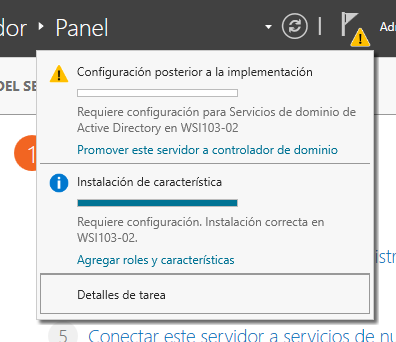 dor ▸ Panel
Configuración posterior a la implementación
Requiere configuración para Servicios de dominio de
Active Directory en WSI103-02
Promover este servidor a controlador de dominio
Instalación de característica
Requiere configuración. Instalación correcta en
WSI103-02.
Agregar roles y características
Detalles de tarea
DEL SE
1
istr
5 Conectar este servidor a servicios de nu